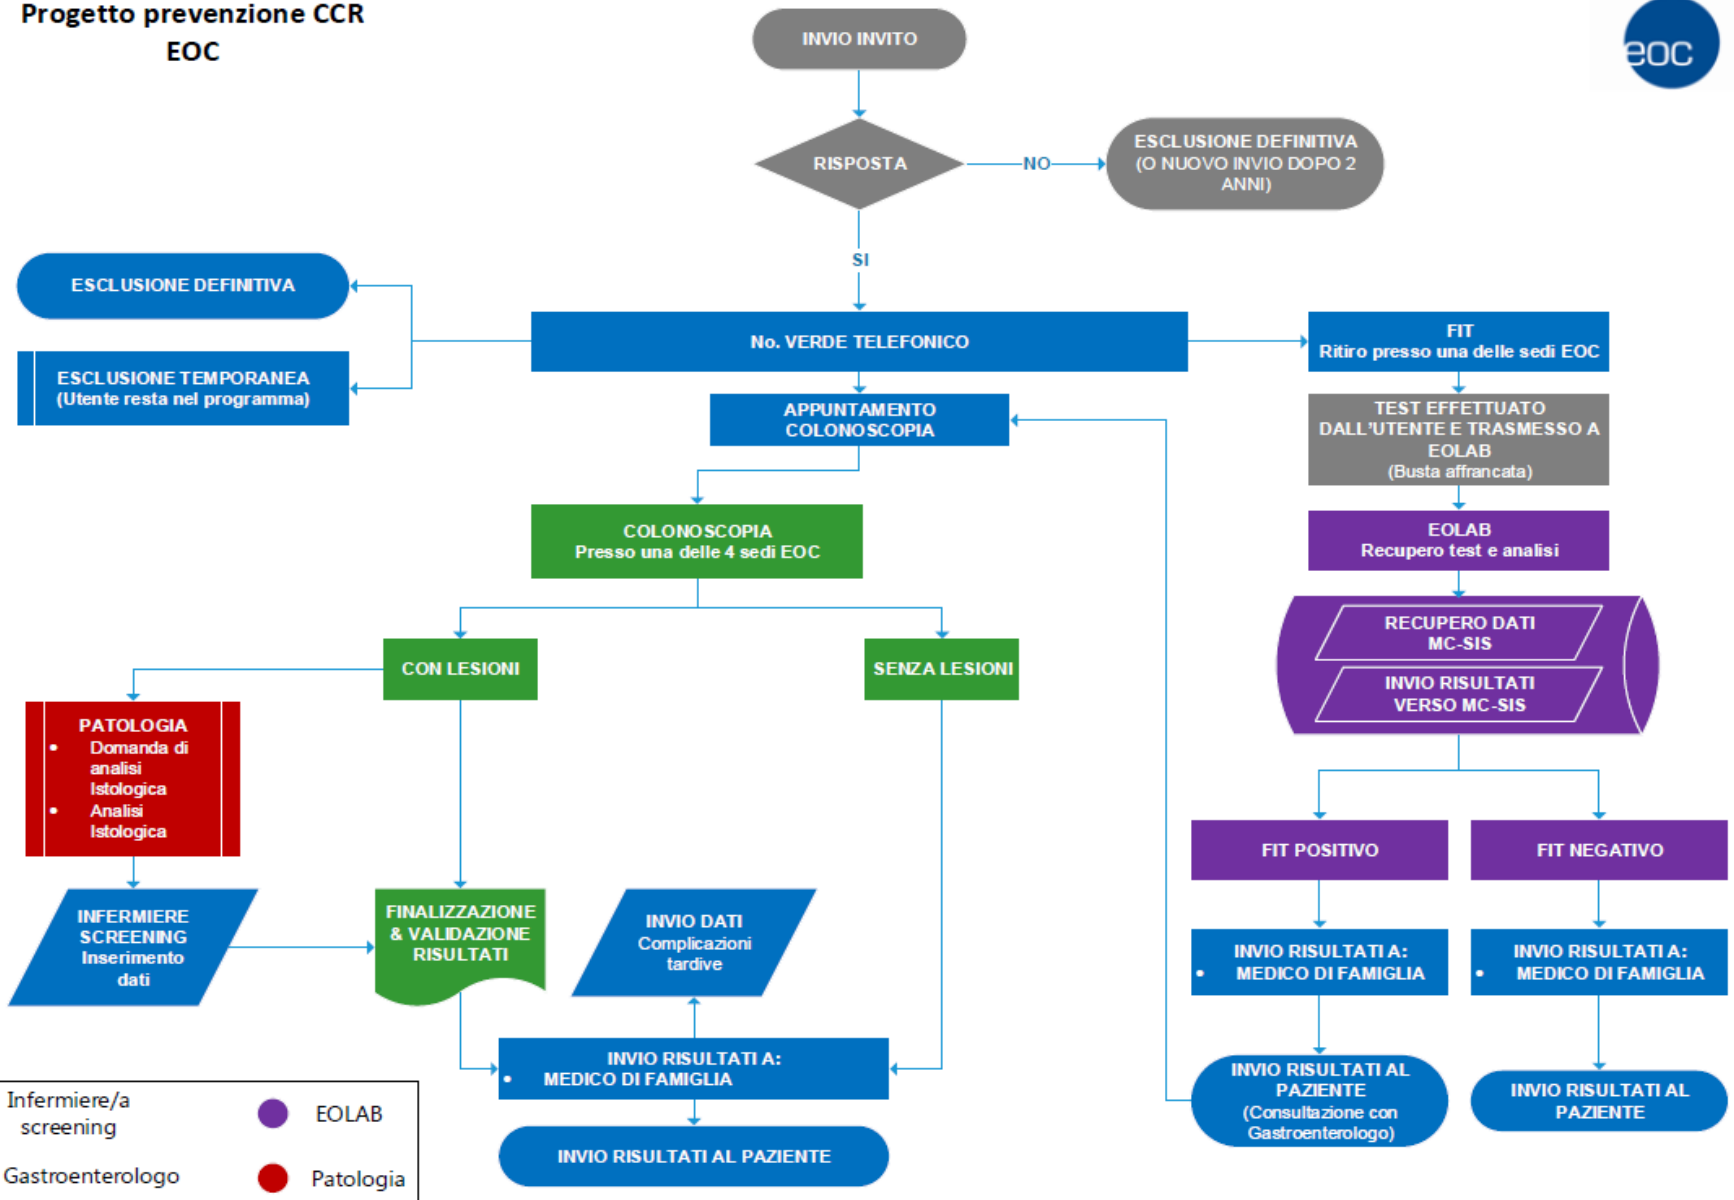 Progetto prevenzione CCR
EOC
eoc
INVIO INVITO
RISPOSTA
NO
ESCLUSIONE DEFINITIVA
(O NUOVO INVIO DOPO 2
ANNI)
SI
ESCLUSIONE DEFINITIVA
ESCLUSIONE TEMPORANEA
(Utente resta nel programma)
No. VERDE TELEFONICO
FIT
Ritiro presso una delle sedi EOC
APPUNTAMENTO
COLONOSCOPIA
TEST EFFETTUATO
DALL'UTENTE E TRASMESSO A
EOLAB
(Busta affrancata)
COLONOSCOPIA
Presso una delle 4 sedi EOC
EOLAB
Recupero test e analisi
CON LESIONI
SENZA LESIONI
RECUPERO DATI
MC-SIS
INVIO RISULTATI
VERSO MC-SIS
PATOLOGIA
• Domanda di
analisi
Istologica
• Analisi
Istologica
FIT POSITIVO
FIT NEGATIVO
INFERMIERE
SCREENING
Inserimento
dati
FINALIZZAZIONE
& VALIDAZIONE
RISULTATI
INVIO DATI
Complicazioni
tardive
INVIO RISULTATI A:
• MEDICO DI FAMIGLIA
INVIO RISULTATI A:
• MEDICO DI FAMIGLIA
INVIO RISULTATI A:
• MEDICO DI FAMIGLIA
INVIO RISULTATI AL
PAZIENTE
(Consultazione con
Gastroenterologo)
INVIO RISULTATI AL
PAZIENTE
INVIO RISULTATI AL PAZIENTE
Infermiere/a
screening
EOLAB
Gastroenterologo
Patologia